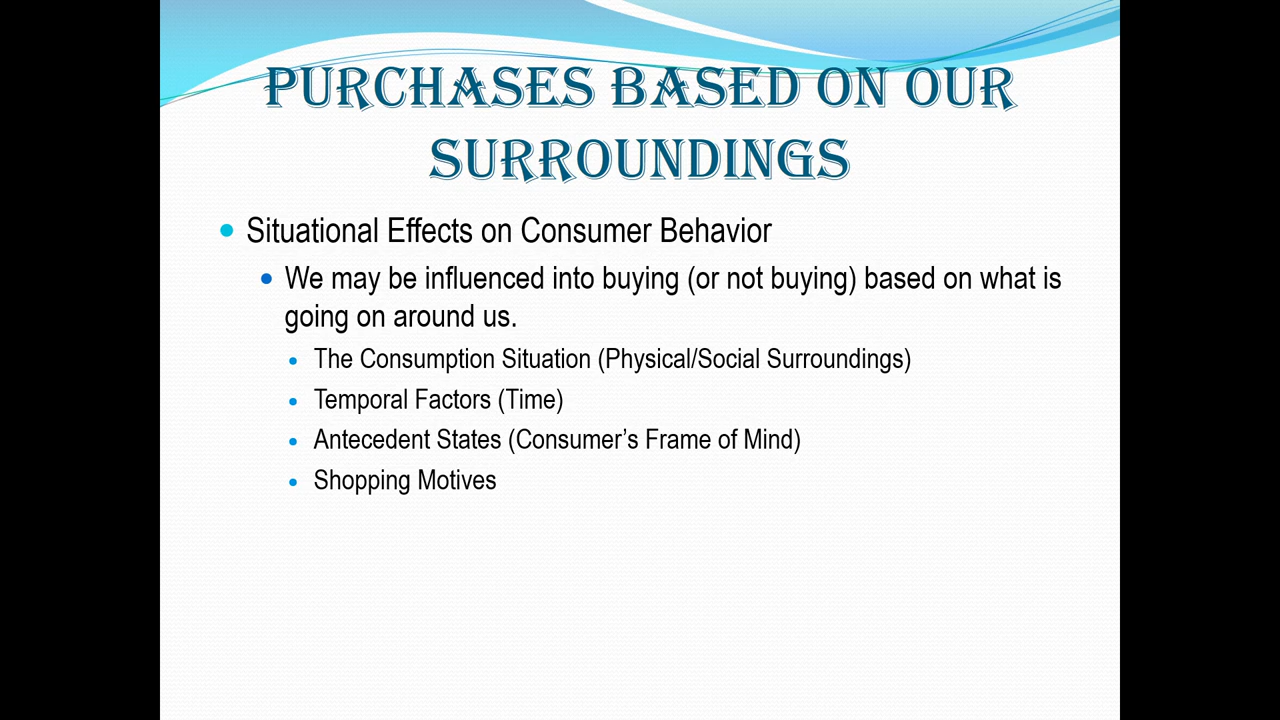 PURCHASES BASED ON OUR
SURROUNDINGS
• Situational Effects on Consumer Behavior
• We may be influenced into buying (or not buying) based on what is
going on around us.
• The Consumption Situation (Physical/Social Surroundings)
• Temporal Factors (Time)
• Antecedent States (Consumer’s Frame of Mind)
• Shopping Motives